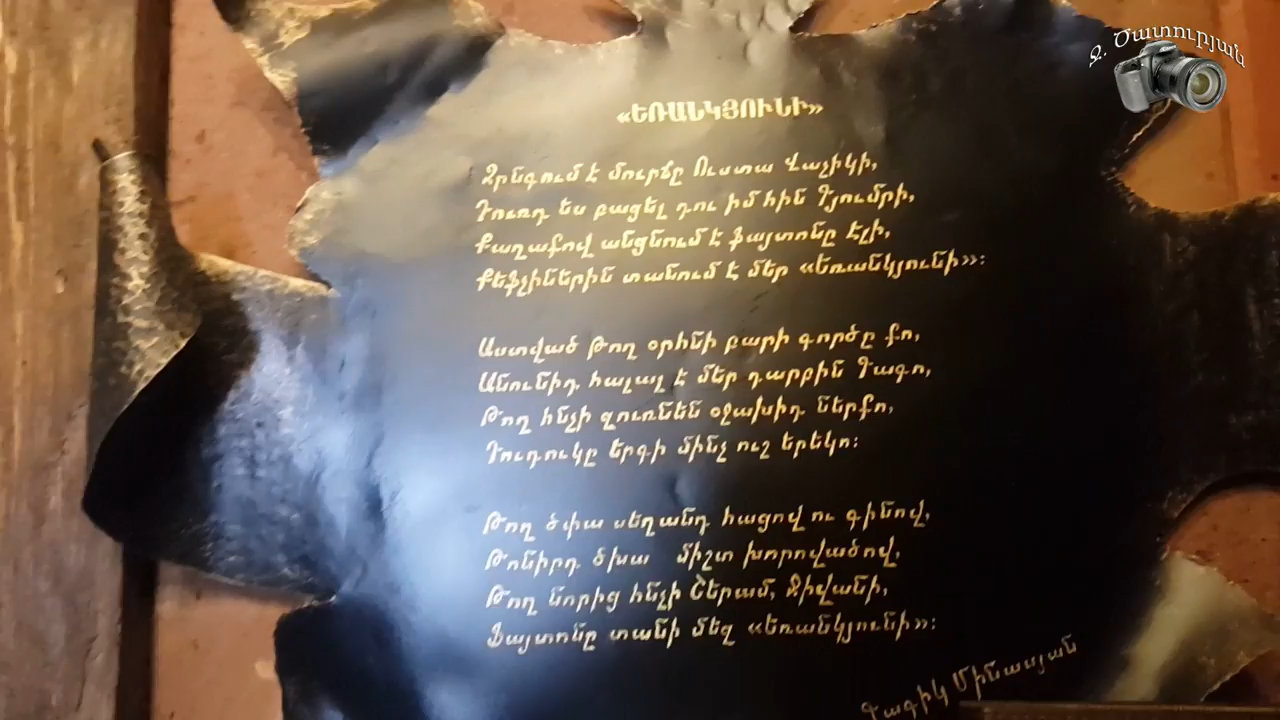 Ջ. Ծատուրյան
«ԵՌԱՆԿՅՈՒՆԻ»
Զրնգում է մուրճը Ուստա Վաչիկի,
Դուռդ ես բացել դու իմ հին Գյումրի,
Քաղաքով անցնում է ֆայտոնը էլի,
Քեֆչիներին տանում է մեր «Եռանկյունի»։
Աստված թող օրհնի բարի գործը քո,
Անունիդ հալալ է մեր դարբին Գագո,
Թող հնչի զուռնեն օջախիդ ներքո,
Դուդուկը երգի մինչ ուշ երեկո։
Թող ծփա սեղանդ հացով ու գինով,
Թոնիրդ ծխա միշտ խորովածով,
Թող նորից հնչի Շերամ, Ջիվանի,
Ֆայտոնը տանի մեզ «Եռանկյունի»։
Գագիկ Մինասյան